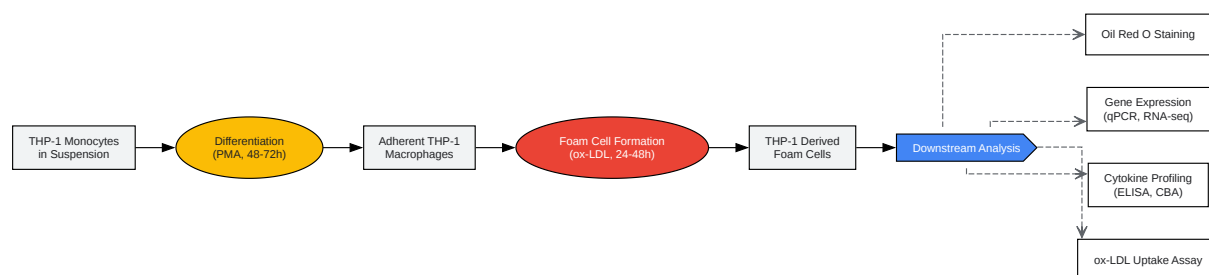 THP-1 Monocytes
in Suspension
Differentiation
(PMA, 48-72h)
Adherent THP-1
Macrophages
Foam Cell Formation
(ox-LDL, 24-48h)
THP-1 Derived
Foam Cells
Downstream Analysis
Oil Red O Staining
Gene Expression
(qPCR, RNA-seq)
Cytokine Profiling
(ELISA, CBA)
ox-LDL Uptake Assay